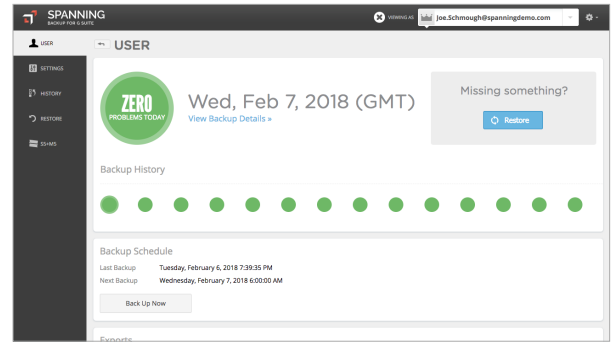 SPANNING
BACKUP FOR G SUITE
VIEWING AS
Joe.Schmough@spanningdemo.com
USER
SETTINGS
HISTORY
RESTORE
SS+MS
USER
ZERO
PROBLEMS TODAY
Wed, Feb 7, 2018 (GMT)
View Backup Details »
Missing something?
Restore
Backup History
Backup Schedule
Last Backup Tuesday, February 6, 2018 7:39:35 PM
Next Backup Wednesday, February 7, 2018 6:00:00 AM
Back Up Now
Exports